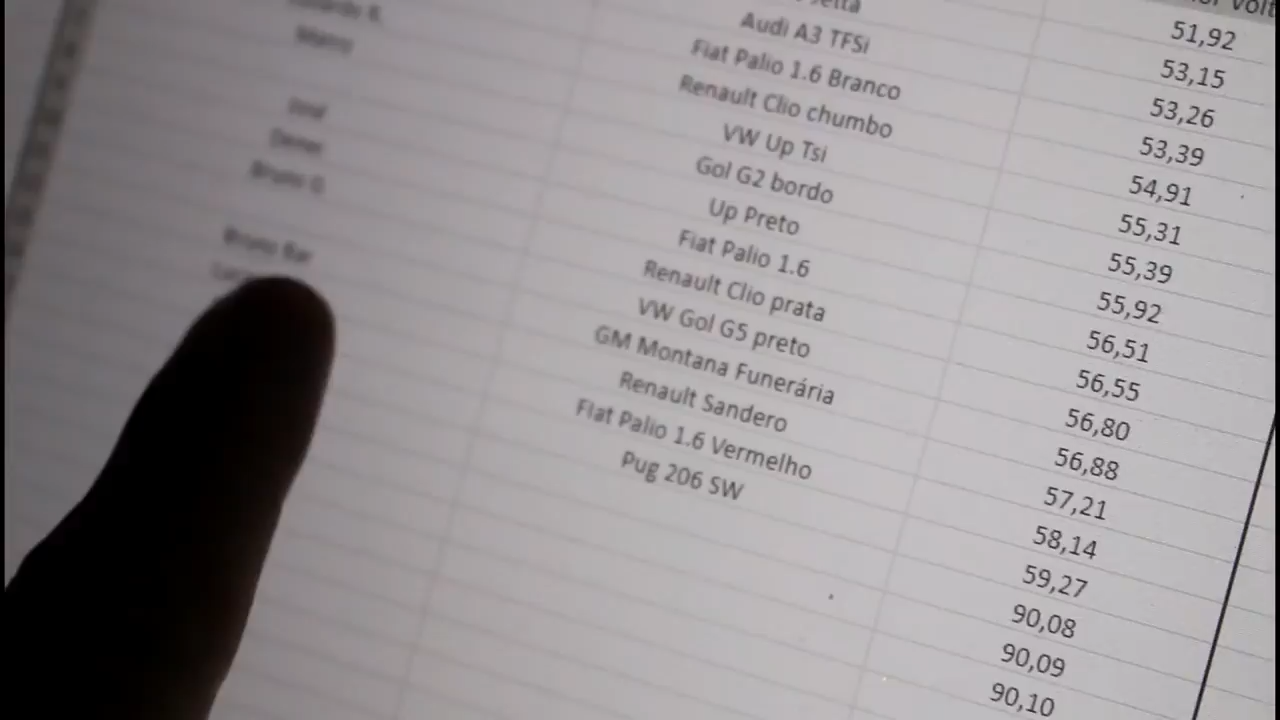 51,92
53,15
Audi A3 TFSi 53,26
Fiat Palio 1.6 Branco 53,39
Renault Clio chumbo 54,91
VW Up Tsi 55,31
Gol G2 bordo 55,39
Up Preto 55,92
Fiat Palio 1.6 56,51
Bruno G. Renault Clio prata 56,55
VW Gol G5 preto 56,80
Bruno Bar GM Montana Funerária 56,88
Renault Sandero 57,21
Fiat Palio 1.6 Vermelho 58,14
Pug 206 SW 59,27
90,08
90,09
90,10